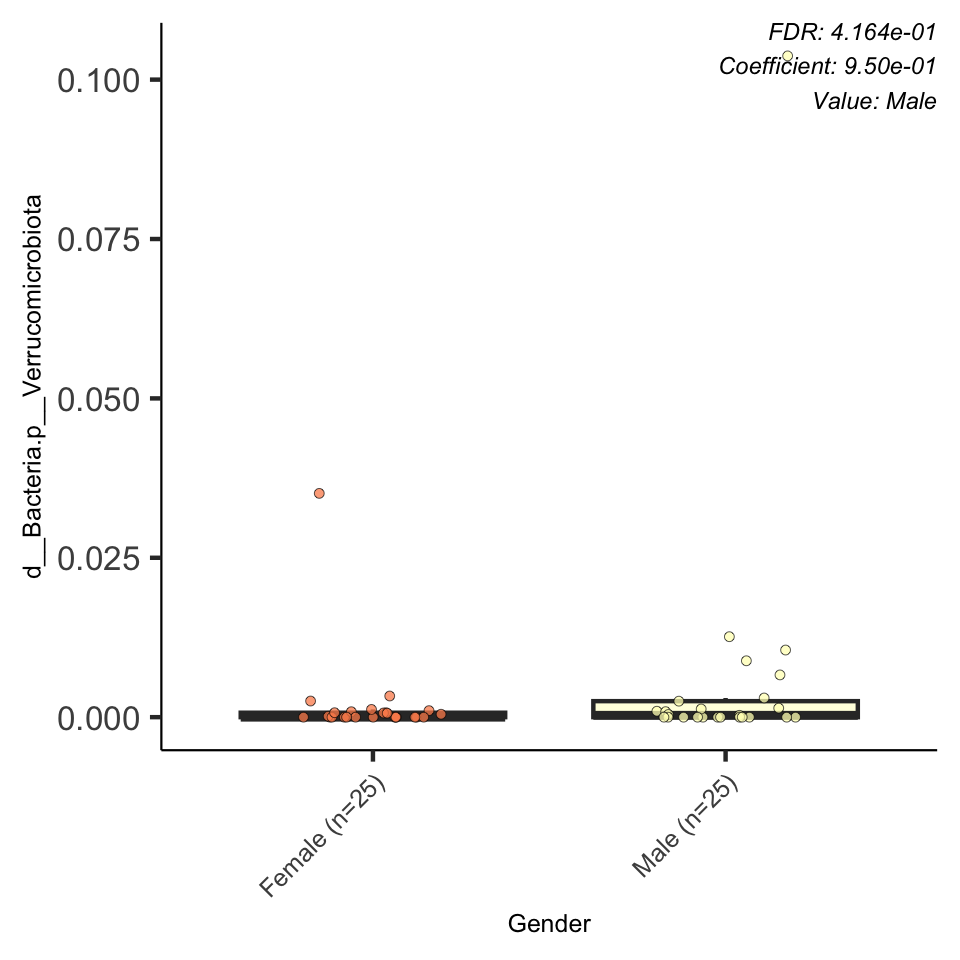 FDR: 4.164e-01
Coefficient: 9.50e-01
Value: Male
0.100
0.075
0.050
0.025
0.000
d__Bacteria.p__Verrucomicrobiota
Female (n=25)
Male (n=25)
Gender